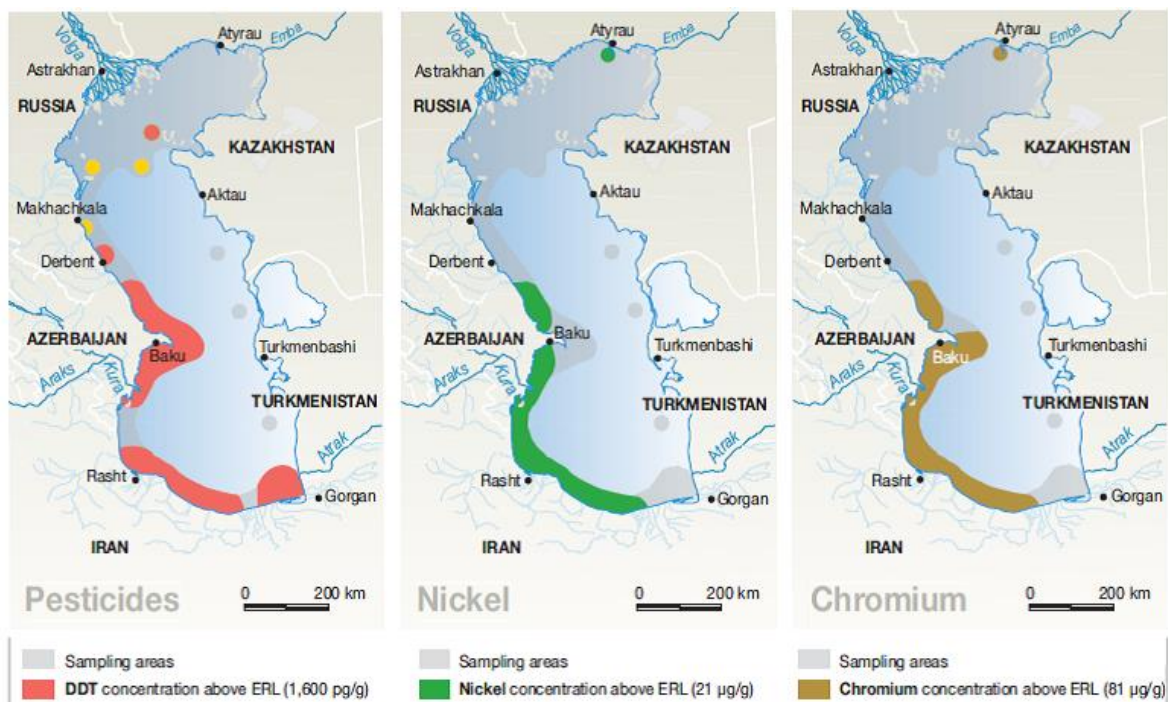 Atyrau
Volga
Emba
Astrakhan
RUSSIA
KAZAKHSTAN
Aktau
Makhachkala
Derbent
AZERBAIJAN
Baku
Turkmenbashi
Araks
Kura
TURKMENISTAN
Atrak
Rasht
Gorgan
IRAN
Pesticides
0 200 km
Sampling areas
DDT concentration above ERL (1,600 pg/g)
Atyrau
Volga
Emba
Astrakhan
RUSSIA
KAZAKHSTAN
Aktau
Makhachkala
Derbent
AZERBAIJAN
Baku
Turkmenbashi
Araks
Kura
TURKMENISTAN
Atrak
Rasht
Gorgan
IRAN
Nickel
0 200 km
Sampling areas
Nickel concentration above ERL (21 µg/g)
Atyrau
Volga
Emba
Astrakhan
RUSSIA
KAZAKHSTAN
Aktau
Makhachkala
Derbent
AZERBAIJAN
Baku
Turkmenbashi
Araks
Kura
TURKMENISTAN
Atrak
Rasht
Gorgan
IRAN
Chromium
0 200 km
Sampling areas
Chromium concentration above ERL (81 µg/g)